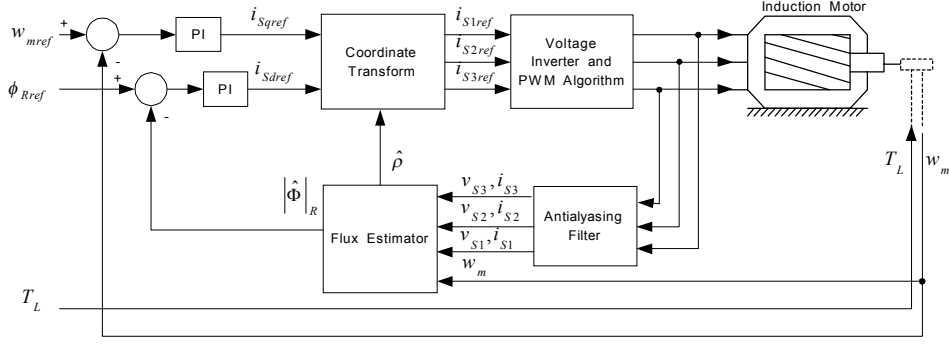 Induction Motor
w_mref
+
-
PI
i_Sqref
Coordinate
Transform
i_S1ref
i_S2ref
i_S3ref
Voltage
Inverter and
PWM Algorithm
ϕ_Rref
+
-
PI
i_Sdref
T_L
w_m
ρ̂
|Φ̂|_R
Flux Estimator
v_S3, i_S3
v_S2, i_S2
v_S1, i_S1
w_m
Antialyasing
Filter
T_L